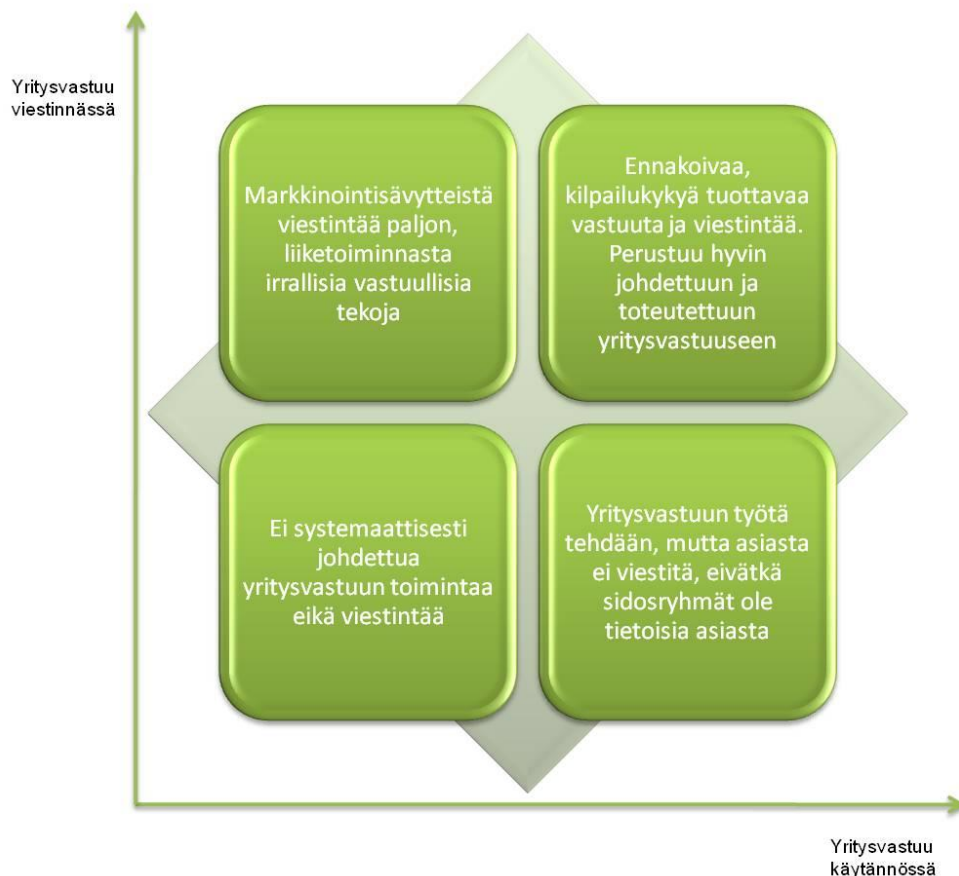 Yritysvastuu
viestinnässä
Markkinointisävytteistä
viestintää paljon,
liiketoiminnasta
irrallisia vastuullisia
tekoja
Ennakoivaa,
kilpailukykyä tuottavaa
vastuuta ja viestintää.
Perustuu hyvin
johdettuun ja
toteutettuun
yritysvastuuseen
Ei systemaattisesti
johdettua
yritysvastuun toimintaa
eikä viestintää
Yritysvastuun työtä
tehdään, mutta asiasta
ei viestitä, eivätkä
sidosryhmät ole
tietoisia asiasta
Yritysvastuu
käytännössä